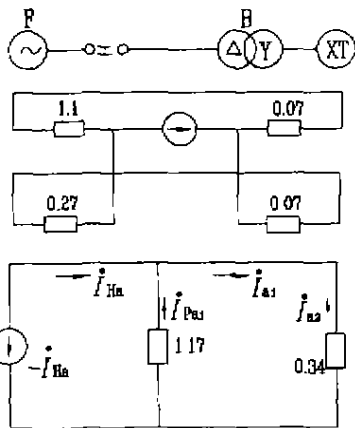 F B
Δ Y XT
1.1 0.07
0.27 0.07
İHa İa1
İPa1 İa2
1.17
-İHa 0.34